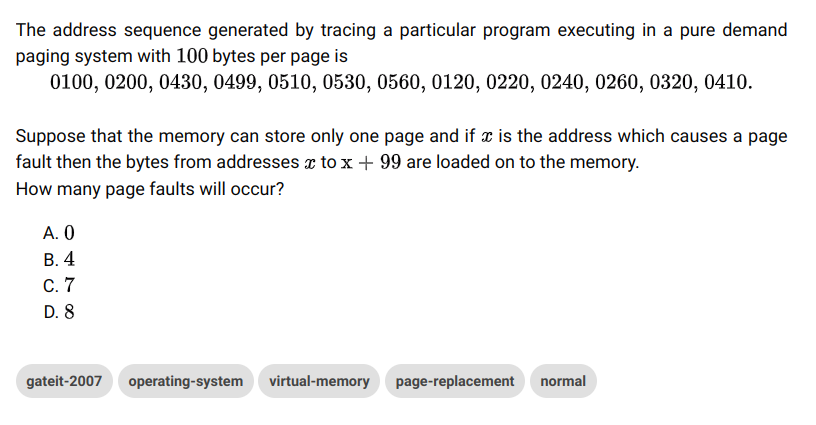 The address sequence generated by tracing a particular program executing in a pure demand
paging system with 100 bytes per page is
0100, 0200, 0430, 0499, 0510, 0530, 0560, 0120, 0220, 0240, 0260, 0320, 0410.
Suppose that the memory can store only one page and if x is the address which causes a page
fault then the bytes from addresses x to x + 99 are loaded on to the memory.
How many page faults will occur?
A. 0
B. 4
C. 7
D. 8
gateit-2007 operating-system virtual-memory page-replacement normal